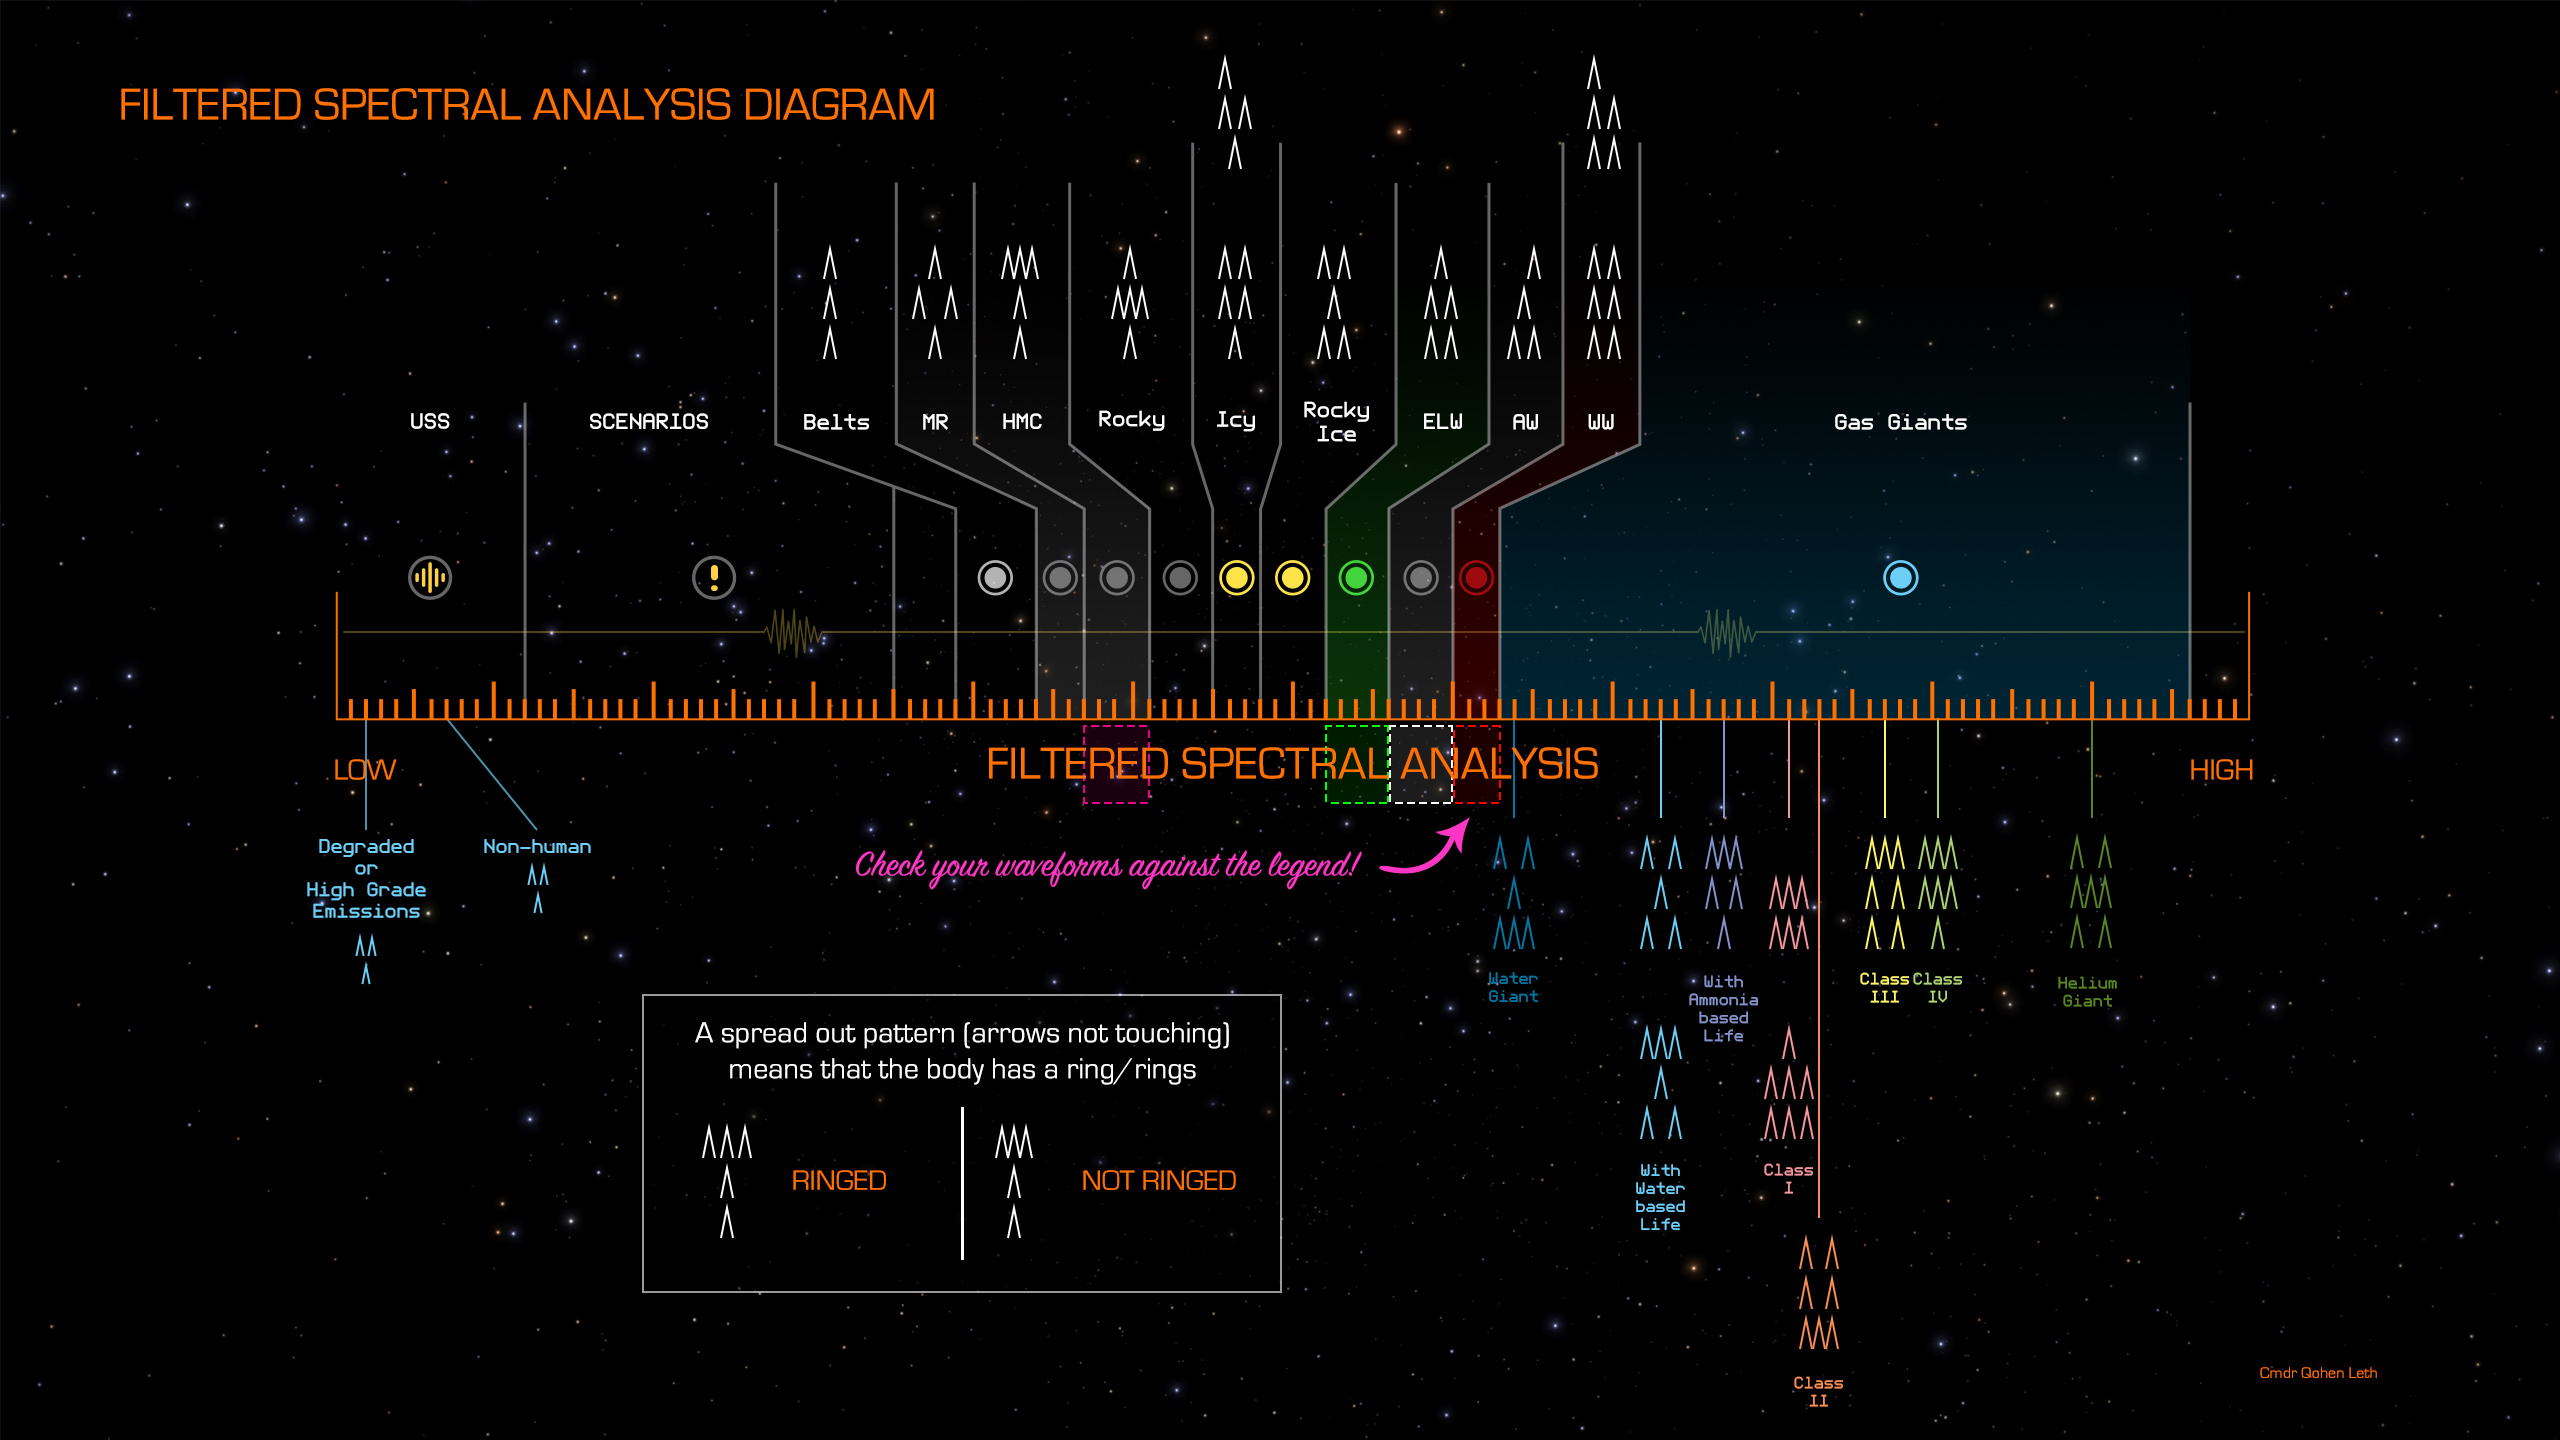 FILTERED SPECTRAL ANALYSIS DIAGRAM
USS
SCENARIOS
Belts
MR
HMC
Rocky
Icy
Rocky
Ice
ELW
AW
WW
Gas Giants
LOW
FILTERED SPECTRAL ANALYSIS
HIGH
Degraded
or
High Grade
Emissions
Non-human
Check your waveforms against the legend!
Water
Giant
With
Water
based
Life
With
Ammonia
based
Life
Class
I
Class
II
Class
III
Class
IV
Helium
Giant
A spread out pattern (arrows not touching)
means that the body has a ring/rings
RINGED
NOT RINGED
Cmdr Qohen Leth